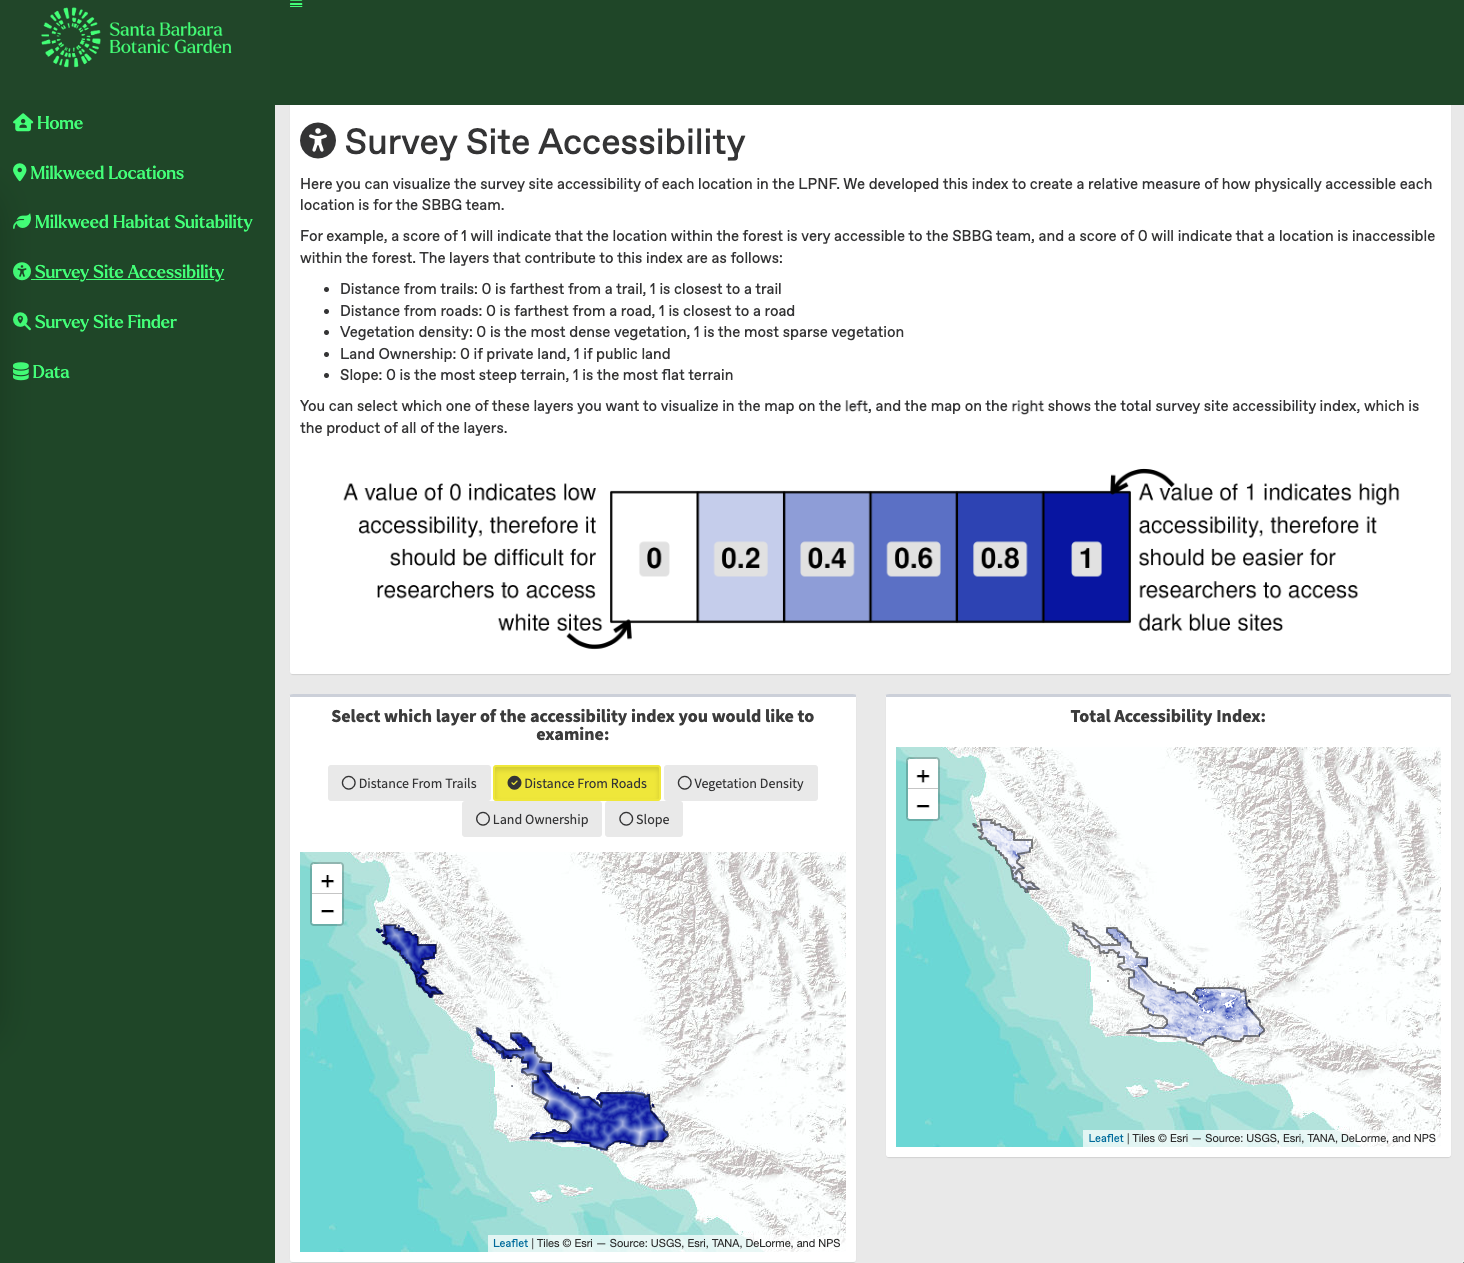 Santa Barbara
Botanic Garden
Home
Milkweed Locations
Milkweed Habitat Suitability
Survey Site Accessibility
Survey Site Finder
Data
Survey Site Accessibility
Here you can visualize the survey site accessibility of each location in the LPNF. We developed this index to create a relative measure of how physically accessible each
location is for the SBBG team.
For example, a score of 1 will indicate that the location within the forest is very accessible to the SBBG team, and a score of 0 will indicate that a location is inaccessible
within the forest. The layers that contribute to this index are as follows:
• Distance from trails: 0 is farthest from a trail, 1 is closest to a trail
• Distance from roads: 0 is farthest from a road, 1 is closest to a road
• Vegetation density: 0 is the most dense vegetation, 1 is the most sparse vegetation
• Land Ownership: 0 if private land, 1 if public land
• Slope: 0 is the most steep terrain, 1 is the most flat terrain
You can select which one of these layers you want to visualize in the map on the left, and the map on the right shows the total survey site accessibility index, which is
the product of all of the layers.
A value of 0 indicates low
accessibility, therefore it
should be difficult for
researchers to access
white sites
0 0.2 0.4 0.6 0.8 1
A value of 1 indicates high
accessibility, therefore it
should be easier for
researchers to access
dark blue sites
Select which layer of the accessibility index you would like to
examine:
Distance From Trails Distance From Roads Vegetation Density
Land Ownership Slope
+
−
Leaflet | Tiles © Esri — Source: USGS, Esri, TANA, DeLorme, and NPS
Total Accessibility Index:
+
−
Leaflet | Tiles © Esri — Source: USGS, Esri, TANA, DeLorme, and NPS